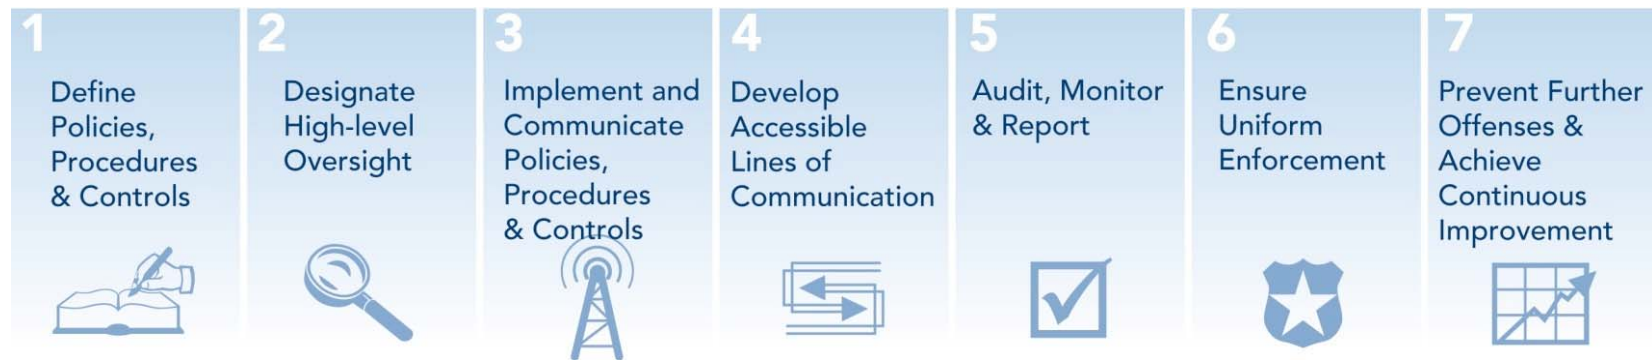 1
Define
Policies,
Procedures
& Controls
2
Designate
High-level
Oversight
3
Implement and
Communicate
Policies,
Procedures
& Controls
4
Develop
Accessible
Lines of
Communication
5
Audit, Monitor
& Report
6
Ensure
Uniform
Enforcement
7
Prevent Further
Offenses &
Achieve
Continuous
Improvement